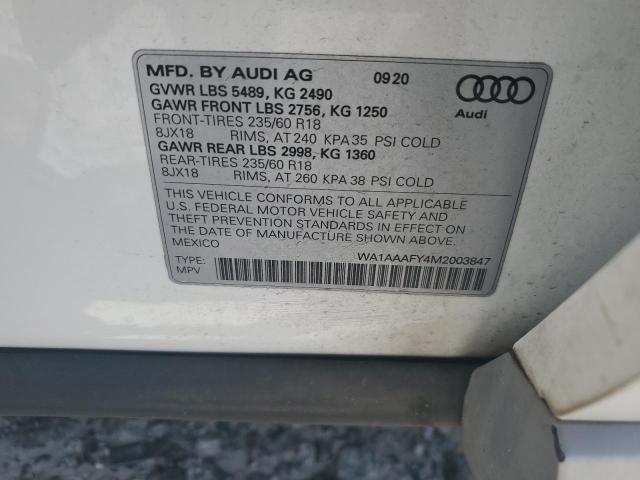 MFD. BY AUDI AG 0920
GVWR LBS 5489, KG 2490
GAWR FRONT LBS 2756, KG 1250
FRONT-TIRES 235/60 R18
8JX18 RIMS, AT 240 KPA 35 PSI COLD
GAWR REAR LBS 2998, KG 1360
REAR-TIRES 235/60 R18
8JX18 RIMS, AT 260 KPA 38 PSI COLD
Audi
THIS VEHICLE CONFORMS TO ALL APPLICABLE
U.S. FEDERAL MOTOR VEHICLE SAFETY AND
THEFT PREVENTION STANDARDS IN EFFECT ON
THE DATE OF MANUFACTURE SHOWN ABOVE.
MEXICO
WA1AAAFY4M2003847
TYPE:
MPV